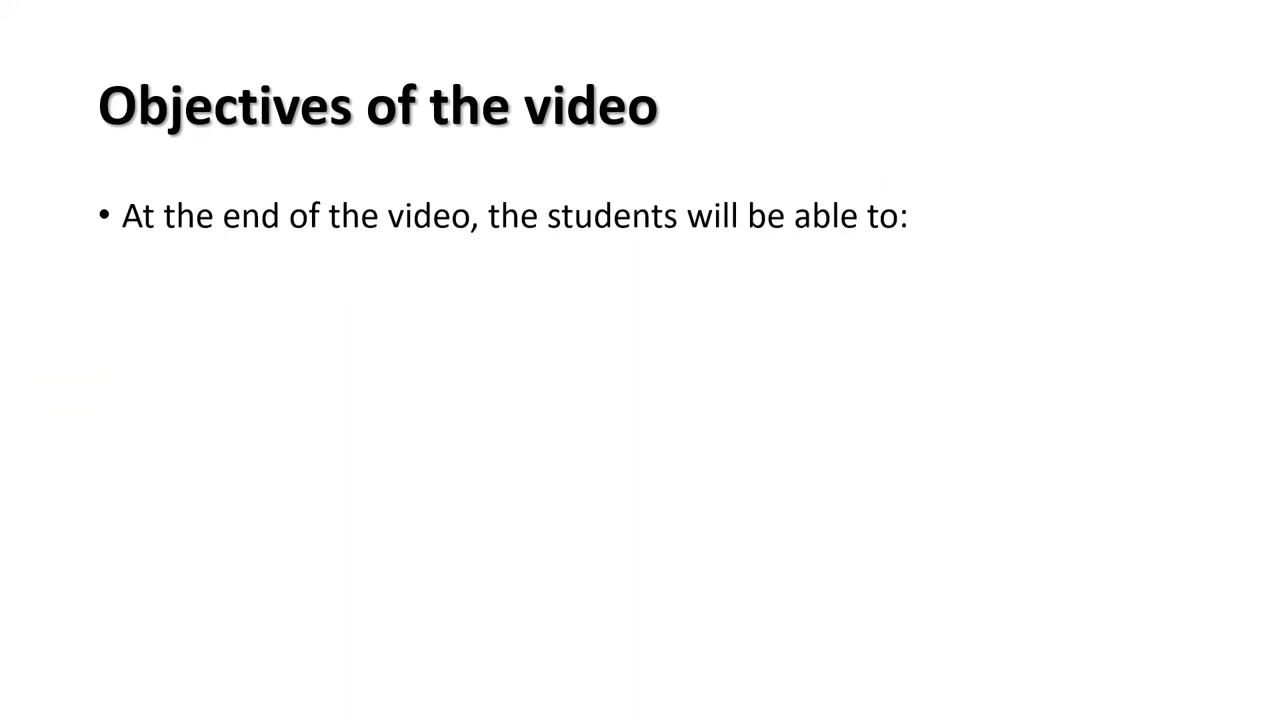 Objectives of the video
• At the end of the video, the students will be able to: